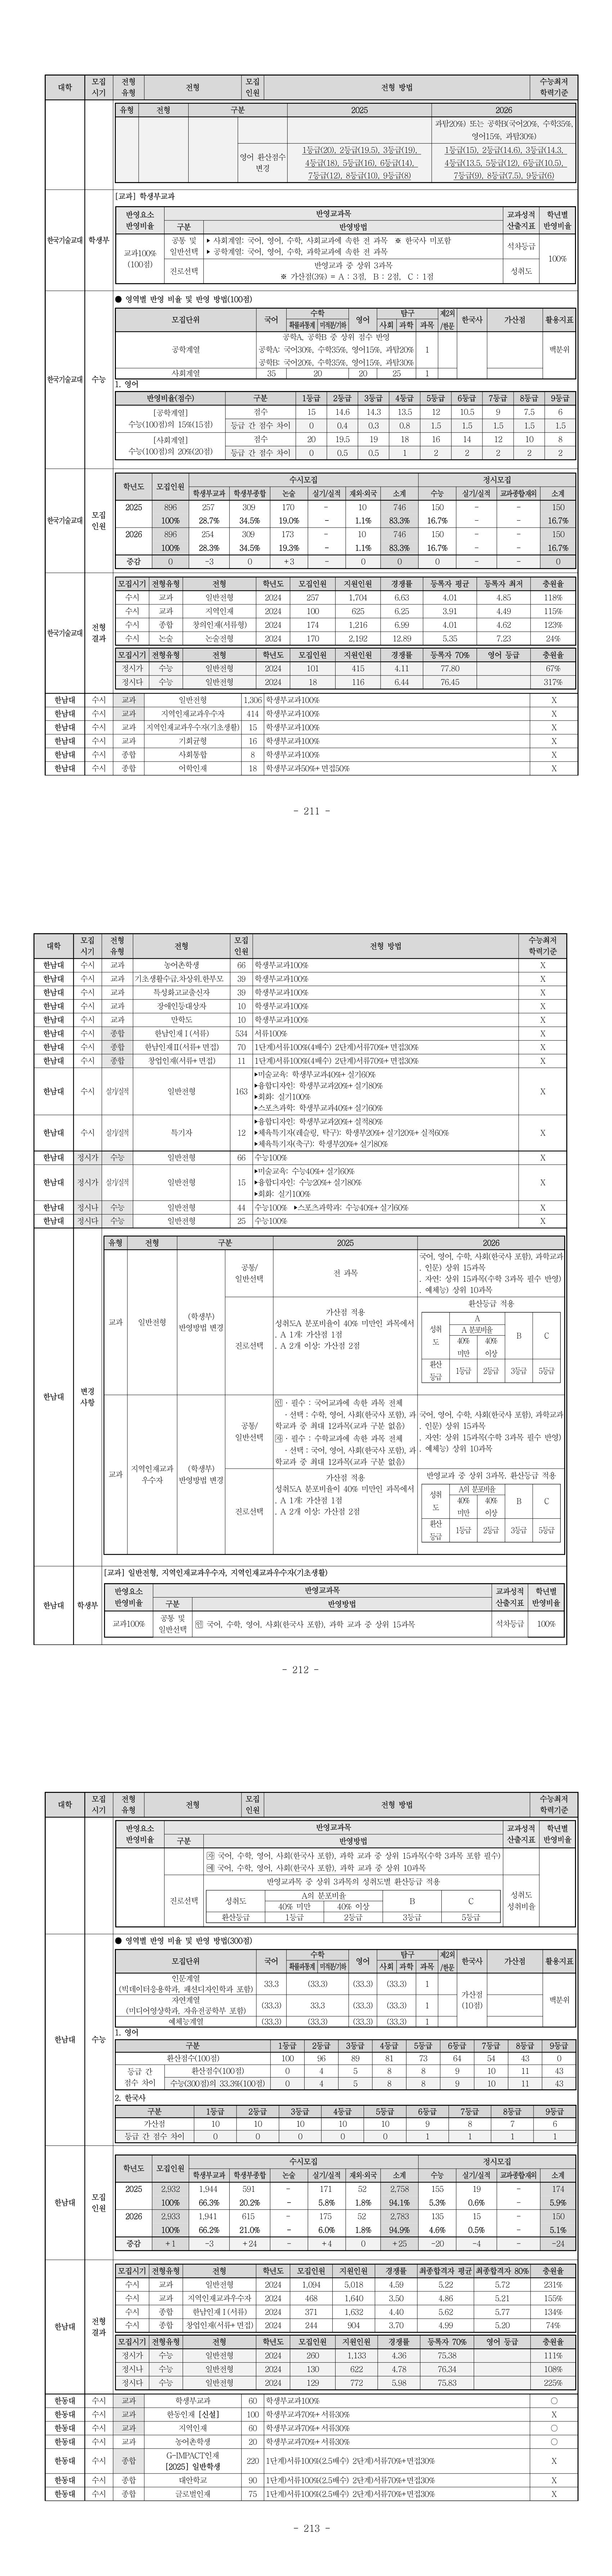 대학 모집시기 전형유형 전형 모집인원 전형 방법 수능최저학력기준
유형 전형 구분 2025 2026
과탐20%) 또는 공학B(국어20%, 수학35%, 영어15%, 과탐30%)
영어 환산점수 변경 1등급(20), 2등급(19.5), 3등급(19), 4등급(18), 5등급(16), 6등급(14), 7등급(12), 8등급(10), 9등급(8) 1등급(15), 2등급(14.6), 3등급(14.3), 4등급(13.5), 5등급(12), 6등급(10.5), 7등급(9), 8등급(7.5), 9등급(6)
한국기술교대 학생부
[교과] 학생부교과
반영요소 반영비율 반영교과목 교과성적 산출지표 학년별 반영비율
구분 반영방법
교과100% (100점) 공통 및 일반선택 ▶ 사회계열: 국어, 영어, 수학, 사회교과에 속한 전 과목 ※ 한국사 미포함 석차등급 100%
▶ 공학계열: 국어, 영어, 수학, 과학교과에 속한 전 과목
진로선택 반영교과 중 상위 3과목 성취도
※ 가산점(3%) = A : 3점, B : 2점, C : 1점
한국기술교대 수능
● 영역별 반영 비율 및 반영 방법(100점)
모집단위 국어 수학 영어 탐구 제2외/한문 한국사 가산점 활용지표
확률과통계 미적분/기하 사회 과학 과목
공학계열 공학A, 공학B 중 상위 점수 반영
공학A: 국어30%, 수학35%, 영어15%, 과탐20% 1 백분위
공학B: 국어20%, 수학35%, 영어15%, 과탐30%
사회계열 35 20 20 25 1
1. 영어
반영비율(점수) 구분 1등급 2등급 3등급 4등급 5등급 6등급 7등급 8등급 9등급
[공학계열] 수능(100점)의 15%(15점) 점수 15 14.6 14.3 13.5 12 10.5 9 7.5 6
등급 간 점수 차이 0 0.4 0.3 0.8 1.5 1.5 1.5 1.5 1.5
[사회계열] 수능(100점)의 20%(20점) 점수 20 19.5 19 18 16 14 12 10 8
등급 간 점수 차이 0 0.5 0.5 1 2 2 2 2 2
한국기술교대 모집인원
학년도 모집인원 수시모집 정시모집
학생부교과 학생부종합 논술 실기/실적 재외·외국 소계 수능 실기/실적 교과종합/예외 소계
2025 896 257 309 170 - 10 746 150 - - 150
100% 28.7% 34.5% 19.0% - 1.1% 83.3% 16.7% - - 16.7%
2026 896 254 309 173 - 10 746 150 - - 150
100% 28.3% 34.5% 19.3% - 1.1% 83.3% 16.7% - - 16.7%
증감 0 -3 0 +3 - 0 0 0 - - 0
한국기술교대 전형결과
모집시기 전형유형 전형 학년도 모집인원 지원인원 경쟁률 등록자 평균 등록자 최저 충원율
수시 교과 일반전형 2024 257 1,704 6.63 4.01 4.85 118%
수시 교과 지역인재 2024 100 625 6.25 3.91 4.49 115%
수시 종합 창의인재(서류형) 2024 174 1,216 6.99 4.01 4.62 123%
수시 논술 논술전형 2024 170 2,192 12.89 5.35 7.23 24%
모집시기 전형유형 전형 학년도 모집인원 지원인원 경쟁률 등록자 70% 영어 등급 충원율
정시가 수능 일반전형 2024 101 415 4.11 77.80 67%
정시다 수능 일반전형 2024 18 116 6.44 76.45 317%
한남대 수시 교과 일반전형 1,306 학생부교과100% X
한남대 수시 교과 지역인재교과우수자 414 학생부교과100% X
한남대 수시 교과 지역인재교과우수자(기초생활) 15 학생부교과100% X
한남대 수시 교과 기회균형 16 학생부교과100% X
한남대 수시 종합 사회통합 8 학생부교과100% X
한남대 수시 종합 어학인재 18 학생부교과50%+면접50% X
- 211 -
대학 모집시기 전형유형 전형 모집인원 전형 방법 수능최저학력기준
한남대 수시 교과 농어촌학생 66 학생부교과100% X
한남대 수시 교과 기초생활수급,차상위,한부모 39 학생부교과100% X
한남대 수시 교과 특성화고교출신자 39 학생부교과100% X
한남대 수시 교과 장애인등대상자 10 학생부교과100% X
한남대 수시 교과 만학도 10 학생부교과100% X
한남대 수시 종합 한남인재Ⅰ(서류) 534 서류100% X
한남대 수시 종합 한남인재Ⅱ(서류+면접) 70 1단계)서류100%(4배수) 2단계)서류70%+면접30% X
한남대 수시 종합 창업인재(서류+면접) 11 1단계)서류100%(4배수) 2단계)서류70%+면접30% X
한남대 수시 실기/실적 일반전형 163 ▶미술교육: 학생부교과40%+실기60% X
▶융합디자인: 학생부교과20%+실기80%
▶회화: 실기100%
▶스포츠과학: 학생부교과40%+실기60%
한남대 수시 실기/실적 특기자 12 ▶융합디자인: 학생부교과20%+실적80% X
▶체육특기자(레슬링, 탁구): 학생부20%+실기20%+실적60%
▶체육특기자(축구): 학생부20%+실기80%
한남대 정시가 수능 일반전형 66 수능100% X
한남대 정시가 실기/실적 일반전형 15 ▶미술교육: 수능40%+실기60% X
▶융합디자인: 수능20%+실기80%
▶회화: 실기100%
한남대 정시나 수능 일반전형 44 수능100% ▶스포츠과학과: 수능40%+실기60% X
한남대 정시다 수능 일반전형 25 수능100% X
한남대 변경사항
유형 전형 구분 2025 2026
교과 일반전형 (학생부) 반영방법 변경 공통/일반선택 전 과목 국어, 영어, 수학, 사회(한국사 포함), 과학교과
. 인문) 상위 15과목
. 자연: 상위 15과목(수학 3과목 필수 반영)
. 예체능) 상위 10과목
진로선택 가산점 적용
성취도A 분포비율이 40% 미만인 과목에서
. A 1개: 가산점 1점
. A 2개 이상: 가산점 2점
환산등급 적용
성취도 A B C
A 분포비율
40% 미만 40% 이상
환산등급 1등급 2등급 3등급 5등급
교과 지역인재교과우수자 (학생부) 반영방법 변경 공통/일반선택
인 · 필수 : 국어교과에 속한 과목 전체
- 선택 : 수학, 영어, 사회(한국사 포함), 과학교과 중 최대 12과목(교과 구분 없음)
자 · 필수 : 수학교과에 속한 과목 전체
- 선택 : 국어, 영어, 사회(한국사 포함), 과학교과 중 최대 12과목(교과 구분 없음)
국어, 영어, 수학, 사회(한국사 포함), 과학교과
. 인문) 상위 15과목
. 자연: 상위 15과목(수학 3과목 필수 반영)
. 예체능) 상위 10과목
진로선택 가산점 적용
성취도A 분포비율이 40% 미만인 과목에서
. A 1개: 가산점 1점
. A 2개 이상: 가산점 2점
반영교과 중 상위 3과목, 환산등급 적용
성취도 A의 분포비율 B C
40% 미만 40% 이상
환산등급 1등급 2등급 3등급 5등급
한남대 학생부
[교과] 일반전형, 지역인재교과우수자, 지역인재교과우수자(기초생활)
반영요소 반영비율 반영교과목 교과성적 산출지표 학년별 반영비율
구분 반영방법
교과100% 공통 및 일반선택 인 국어, 수학, 영어, 사회(한국사 포함), 과학 교과 중 상위 15과목 석차등급 100%
- 212 -
대학 모집시기 전형유형 전형 모집인원 전형 방법 수능최저학력기준
반영요소 반영비율 반영교과목 교과성적 산출지표 학년별 반영비율
구분 반영방법
자 국어, 수학, 영어, 사회(한국사 포함), 과학 교과 중 상위 15과목(수학 3과목 포함 필수)
예 국어, 수학, 영어, 사회(한국사 포함), 과학 교과 중 상위 10과목
진로선택 반영교과목 중 상위 3과목의 성취도별 환산등급 적용 성취도 성취비율
성취도 A의 분포비율 B C
40% 미만 40% 이상
환산등급 1등급 2등급 3등급 5등급
한남대 수능
● 영역별 반영 비율 및 반영 방법(300점)
모집단위 국어 수학 영어 탐구 제2외/한문 한국사 가산점 활용지표
확률과통계 미적분/기하 사회 과학 과목
인문계열 (빅데이터응용학과, 패션디자인학과 포함) 33.3 (33.3) (33.3) (33.3) 1 가산점 (10점) 백분위
자연계열 (미디어영상학과, 자유전공학부 포함) (33.3) 33.3 (33.3) (33.3) 1
예체능계열 (33.3) (33.3) (33.3) (33.3) 1
1. 영어
구분 1등급 2등급 3등급 4등급 5등급 6등급 7등급 8등급 9등급
환산점수(100점) 100 96 89 81 73 64 54 43 0
등급 간 점수 차이 환산점수(100점) 0 4 5 8 8 9 10 11 43
수능(300점)의 33.3%(100점) 0 4 5 8 8 9 10 11 43
2. 한국사
구분 1등급 2등급 3등급 4등급 5등급 6등급 7등급 8등급 9등급
가산점 10 10 10 10 10 9 8 7 6
등급 간 점수 차이 0 0 0 0 0 1 1 1 1
한남대 모집인원
학년도 모집인원 수시모집 정시모집
학생부교과 학생부종합 논술 실기/실적 재외·외국 소계 수능 실기/실적 교과종합/예외 소계
2025 2,932 1,944 591 - 171 52 2,758 155 19 - 174
100% 66.3% 20.2% - 5.8% 1.8% 94.1% 5.3% 0.6% - 5.9%
2026 2,933 1,941 615 - 175 52 2,783 135 15 - 150
100% 66.2% 21.0% - 6.0% 1.8% 94.9% 4.6% 0.5% - 5.1%
증감 +1 -3 +24 - +4 0 +25 -20 -4 - -24
한남대 전형결과
모집시기 전형유형 전형 학년도 모집인원 지원인원 경쟁률 최종합격자 평균 최종합격자 80% 충원율
수시 교과 일반전형 2024 1,094 5,018 4.59 5.22 5.72 231%
수시 교과 지역인재교과우수자 2024 468 1,640 3.50 4.86 5.21 155%
수시 종합 한남인재Ⅰ(서류) 2024 371 1,632 4.40 5.62 5.77 134%
수시 종합 창업인재(서류+면접) 2024 244 904 3.70 4.99 5.20 74%
모집시기 전형유형 전형 학년도 모집인원 지원인원 경쟁률 등록자 70% 영어 등급 충원율
정시가 수능 일반전형 2024 260 1,133 4.36 75.38 111%
정시나 수능 일반전형 2024 130 622 4.78 76.34 108%
정시다 수능 일반전형 2024 129 772 5.98 75.83 225%
한동대 수시 교과 학생부교과 60 학생부교과100% ○
한동대 수시 교과 한동인재 [신설] 100 학생부교과70%+서류30% X
한동대 수시 교과 지역인재 60 학생부교과70%+서류30% ○
한동대 수시 교과 농어촌학생 20 학생부교과70%+서류30% ○
한동대 수시 종합 G-IMPACT인재 [2025] 일반학생 220 1단계)서류100%(2.5배수) 2단계)서류70%+면접30% X
한동대 수시 종합 대안학교 90 1단계)서류100%(2.5배수) 2단계)서류70%+면접30% X
한동대 수시 종합 글로벌인재 75 1단계)서류100%(2.5배수) 2단계)서류70%+면접30% X
- 213 -